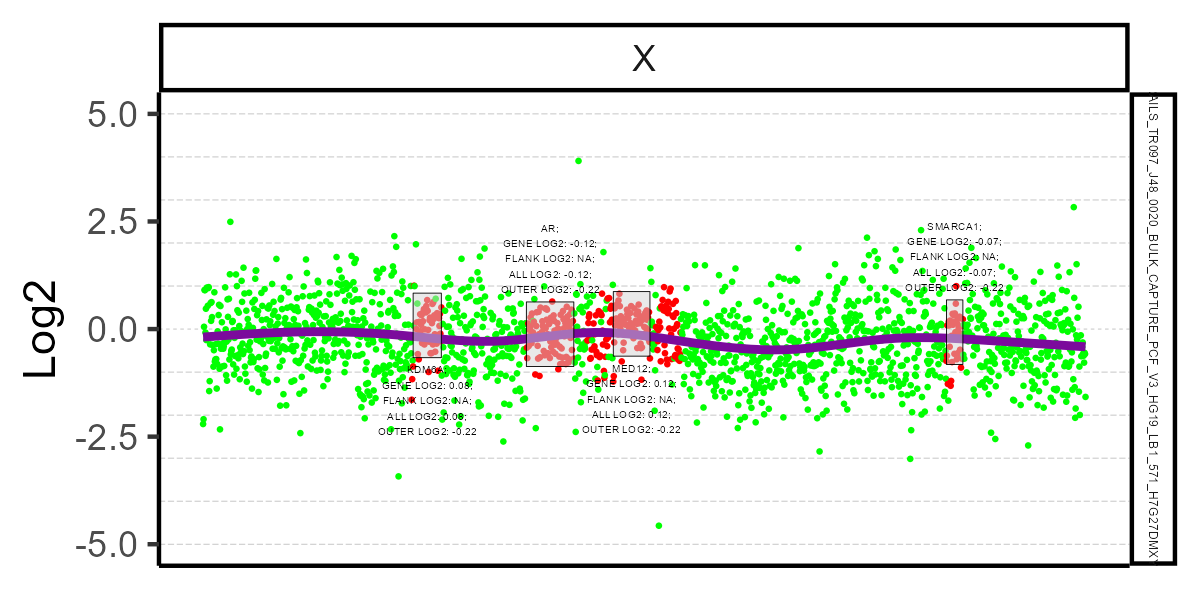 X
5.0
2.5
0.0
-2.5
-5.0
Log2
AR;
GENE LOG2: -0.12;
FLANK LOG2: NA;
ALL LOG2: -0.12;
OUTER LOG2: -0.22
SMARCA1;
GENE LOG2: -0.07;
FLANK LOG2: NA;
ALL LOG2: -0.07;
OUTER LOG2: -0.22
KDM6A;
GENE LOG2: 0.08;
FLANK LOG2: NA;
ALL LOG2: 0.08;
OUTER LOG2: -0.22
MED12;
GENE LOG2: 0.12;
FLANK LOG2: NA;
ALL LOG2: 0.12;
OUTER LOG2: -0.22
AILS_TR097_J48_0020_BULK_CAPTURE_PCF_V3_HG19_LB1_571_H7G27DMX